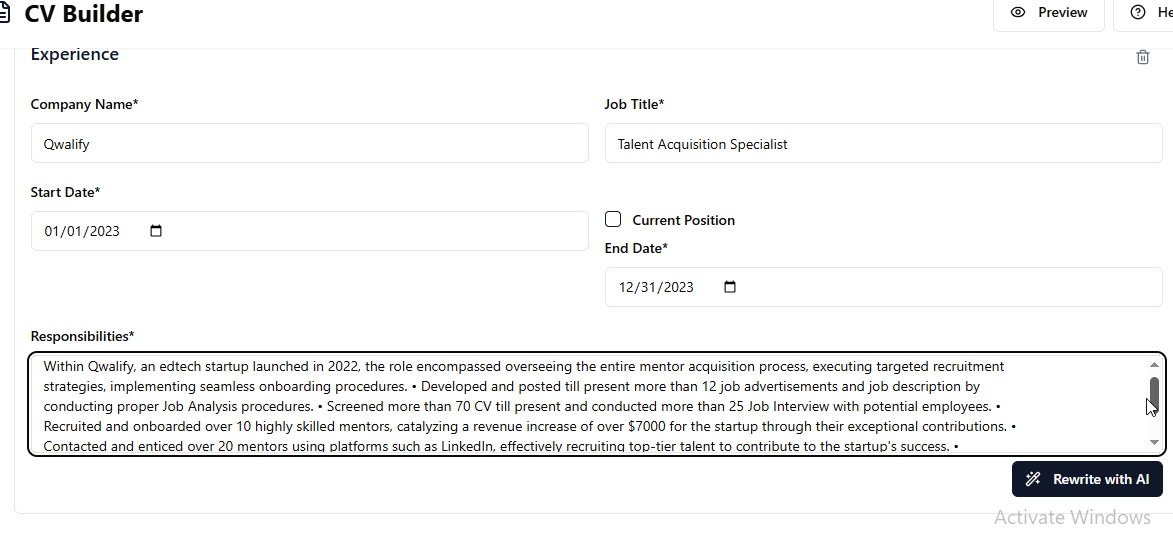 CV Builder
Preview
He
Experience
Company Name*
Job Title*
Qwalify
Talent Acquisition Specialist
Start Date*
01/01/2023
Current Position
End Date*
12/31/2023
Responsibilities*
Within Qwalify, an edtech startup launched in 2022, the role encompassed overseeing the entire mentor acquisition process, executing targeted recruitment
strategies, implementing seamless onboarding procedures. • Developed and posted till present more than 12 job advertisements and job description by
conducting proper Job Analysis procedures. • Screened more than 70 CV till present and conducted more than 25 Job Interview with potential employees. •
Recruited and onboarded over 10 highly skilled mentors, catalyzing a revenue increase of over $7000 for the startup through their exceptional contributions. •
Contacted and enticed over 20 mentors using platforms such as LinkedIn, effectively recruiting top-tier talent to contribute to the startup's success. •
Rewrite with AI
Activate Windows